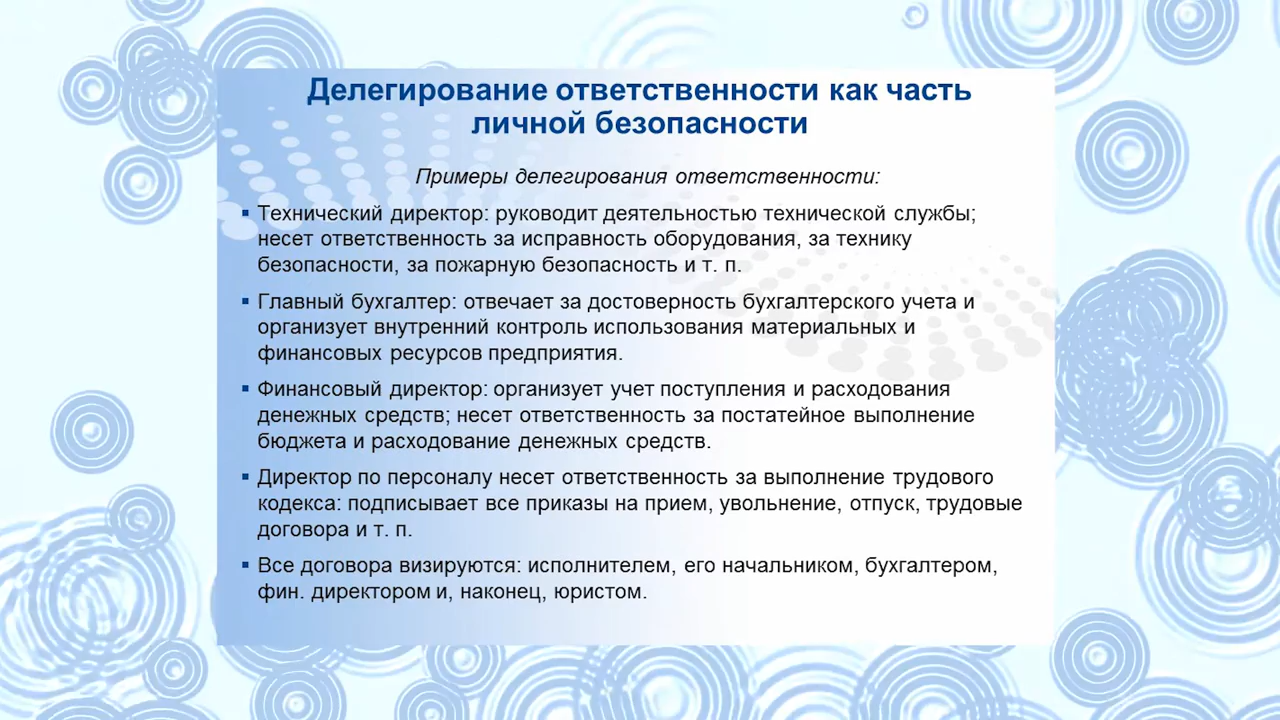 Делегирование ответственности как часть
личной безопасности
Примеры делегирования ответственности:
▪ Технический директор: руководит деятельностью технической службы;
несет ответственность за исправность оборудования, за технику
безопасности, за пожарную безопасность и т. п.
▪ Главный бухгалтер: отвечает за достоверность бухгалтерского учета и
организует внутренний контроль использования материальных и
финансовых ресурсов предприятия.
▪ Финансовый директор: организует учет поступления и расходования
денежных средств; несет ответственность за постатейное выполнение
бюджета и расходование денежных средств.
▪ Директор по персоналу несет ответственность за выполнение трудового
кодекса: подписывает все приказы на прием, увольнение, отпуск, трудовые
договора и т. п.
▪ Все договора визируются: исполнителем, его начальником, бухгалтером,
фин. директором и, наконец, юристом.